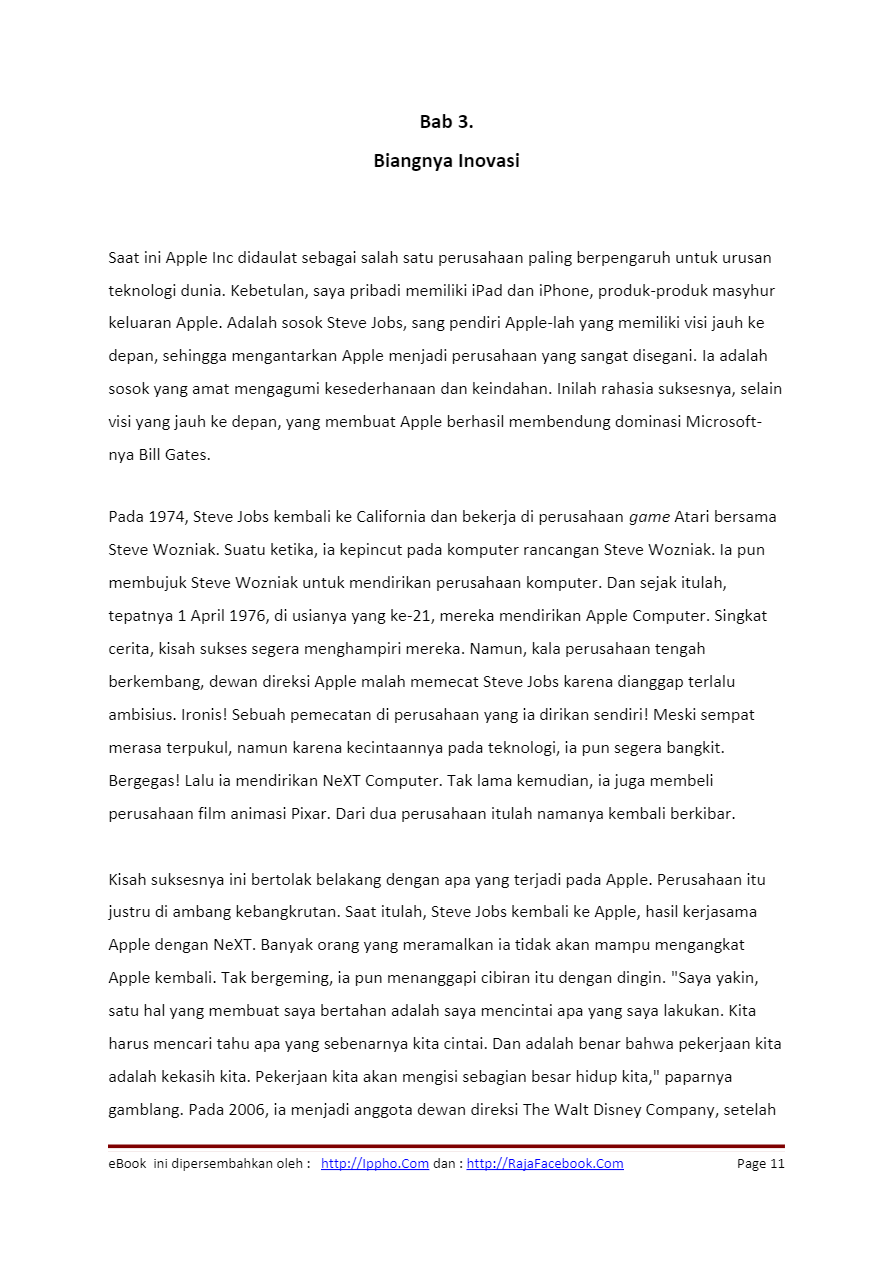 Bab 3.
Biangnya Inovasi
Saat ini Apple Inc didaulat sebagai salah satu perusahaan paling berpengaruh untuk urusan
teknologi dunia. Kebetulan, saya pribadi memiliki iPad dan iPhone, produk-produk masyhur
keluaran Apple. Adalah sosok Steve Jobs, sang pendiri Apple-lah yang memiliki visi jauh ke
depan, sehingga mengantarkan Apple menjadi perusahaan yang sangat disegani. Ia adalah
sosok yang amat mengagumi kesederhanaan dan keindahan. Inilah rahasia suksesnya, selain
visi yang jauh ke depan, yang membuat Apple berhasil membendung dominasi Microsoft-
nya Bill Gates.
Pada 1974, Steve Jobs kembali ke California dan bekerja di perusahaan game Atari bersama
Steve Wozniak. Suatu ketika, ia kepincut pada komputer rancangan Steve Wozniak. Ia pun
membujuk Steve Wozniak untuk mendirikan perusahaan komputer. Dan sejak itulah,
tepatnya 1 April 1976, di usianya yang ke-21, mereka mendirikan Apple Computer. Singkat
cerita, kisah sukses segera menghampiri mereka. Namun, kala perusahaan tengah
berkembang, dewan direksi Apple malah memecat Steve Jobs karena dianggap terlalu
ambisius. Ironis! Sebuah pemecatan di perusahaan yang ia dirikan sendiri! Meski sempat
merasa terpukul, namun karena kecintaannya pada teknologi, ia pun segera bangkit.
Bergegas! Lalu ia mendirikan NeXT Computer. Tak lama kemudian, ia juga membeli
perusahaan film animasi Pixar. Dari dua perusahaan itulah namanya kembali berkibar.
Kisah suksesnya ini bertolak belakang dengan apa yang terjadi pada Apple. Perusahaan itu
justru di ambang kebangkrutan. Saat itulah, Steve Jobs kembali ke Apple, hasil kerjasama
Apple dengan NeXT. Banyak orang yang meramalkan ia tidak akan mampu mengangkat
Apple kembali. Tak bergeming, ia pun menanggapi cibiran itu dengan dingin. "Saya yakin,
satu hal yang membuat saya bertahan adalah saya mencintai apa yang saya lakukan. Kita
harus mencari tahu apa yang sebenarnya kita cintai. Dan adalah benar bahwa pekerjaan kita
adalah kekasih kita. Pekerjaan kita akan mengisi sebagian besar hidup kita," paparnya
gamblang. Pada 2006, ia menjadi anggota dewan direksi The Walt Disney Company, setelah
eBook  ini dipersembahkan oleh :   http://Ippho.Com dan : http://RajaFacebook.Com Page 11